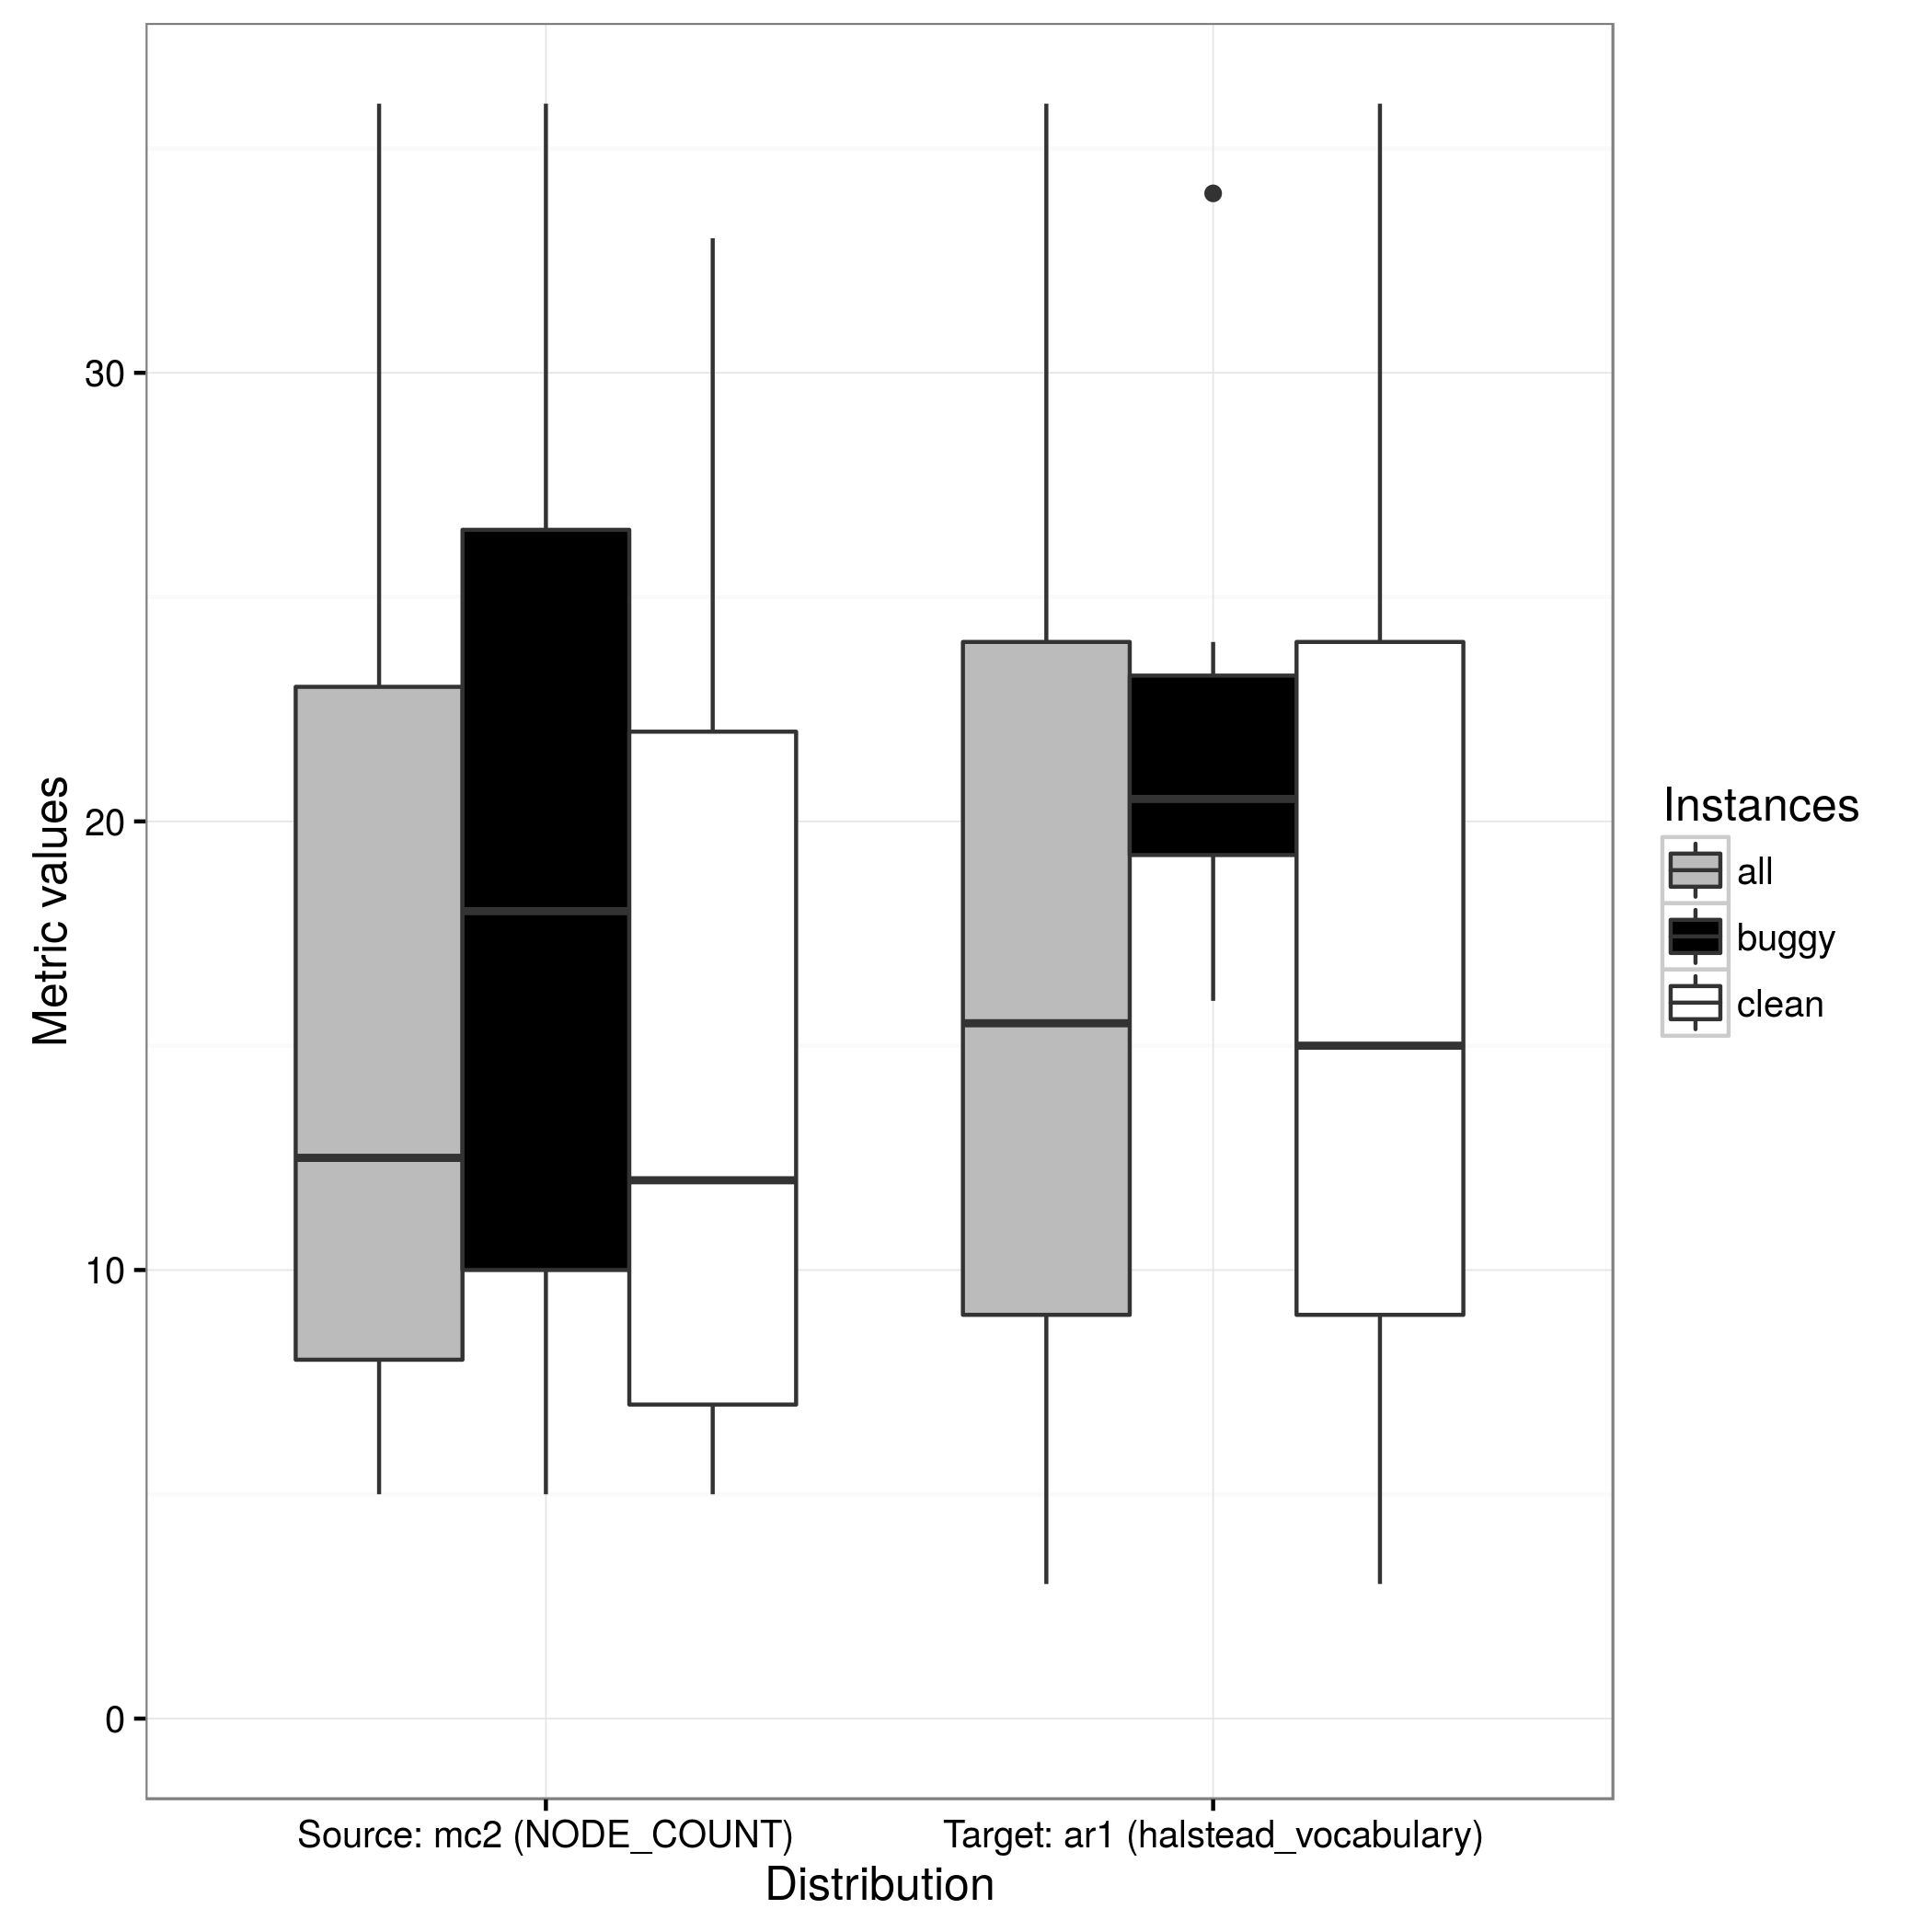 Metric values
30
20
10
0
Source: mc2 (NODE_COUNT)
Target: ar1 (halstead_vocabulary)
Distribution
Instances
all
buggy
clean